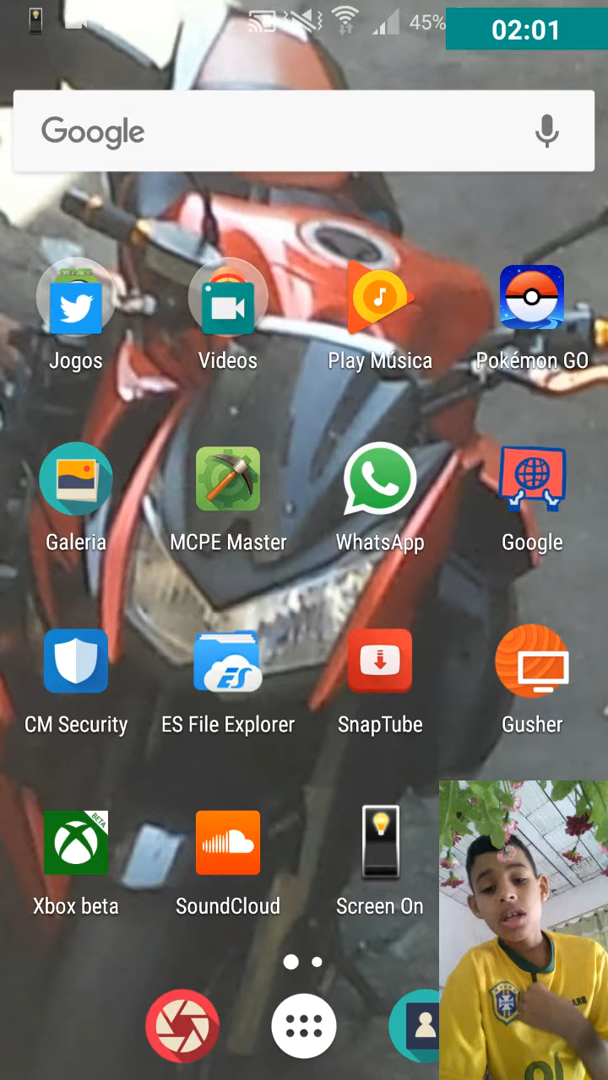 45%
02:01
Google
Jogos
Videos
Play Música
Pokémon GO
Galeria
MCPE Master
WhatsApp
Google
CM Security
ES File Explorer
SnapTube
Gusher
BETA
Xbox beta
SoundCloud
Screen On